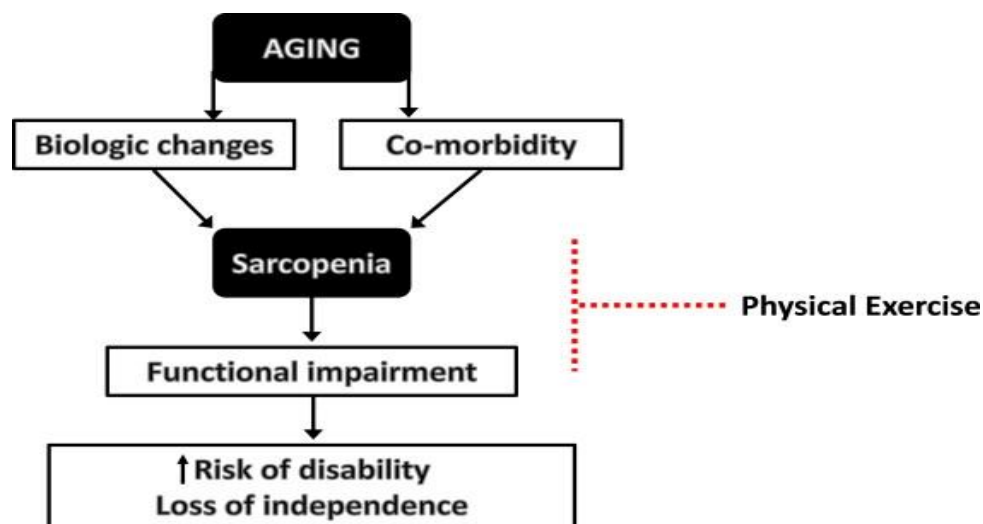 AGING
Biologic changes
Co-morbidity
Sarcopenia
Physical Exercise
Functional impairment
↑Risk of disability
Loss of independence